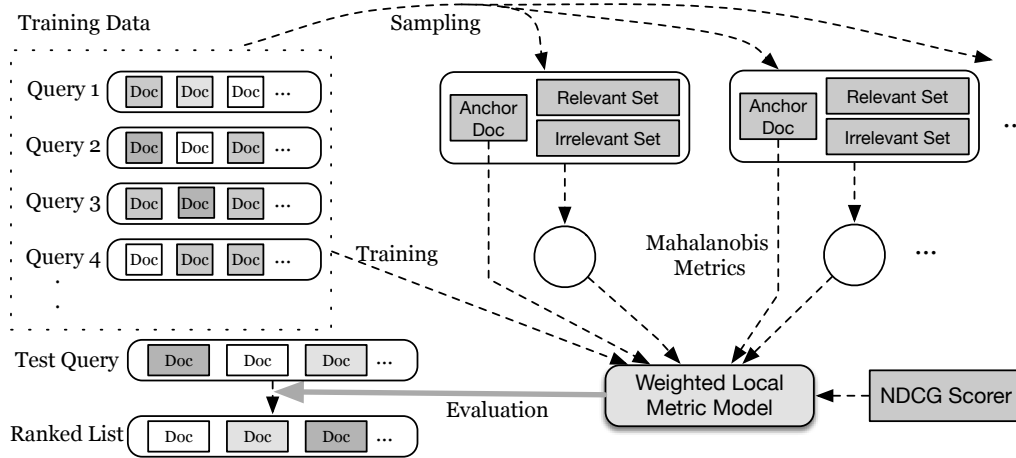 Training Data
Sampling
Query 1 Doc Doc Doc ...
Query 2 Doc Doc Doc ...
Query 3 Doc Doc Doc ...
Query 4 Doc Doc Doc ...
.
.
Anchor
Doc
Relevant Set
Irrelevant Set
Anchor
Doc
Relevant Set
Irrelevant Set
...
Training
Mahalanobis
Metrics
...
Test Query Doc Doc Doc ...
Evaluation
Ranked List Doc Doc Doc ...
Weighted Local
Metric Model
NDCG Scorer